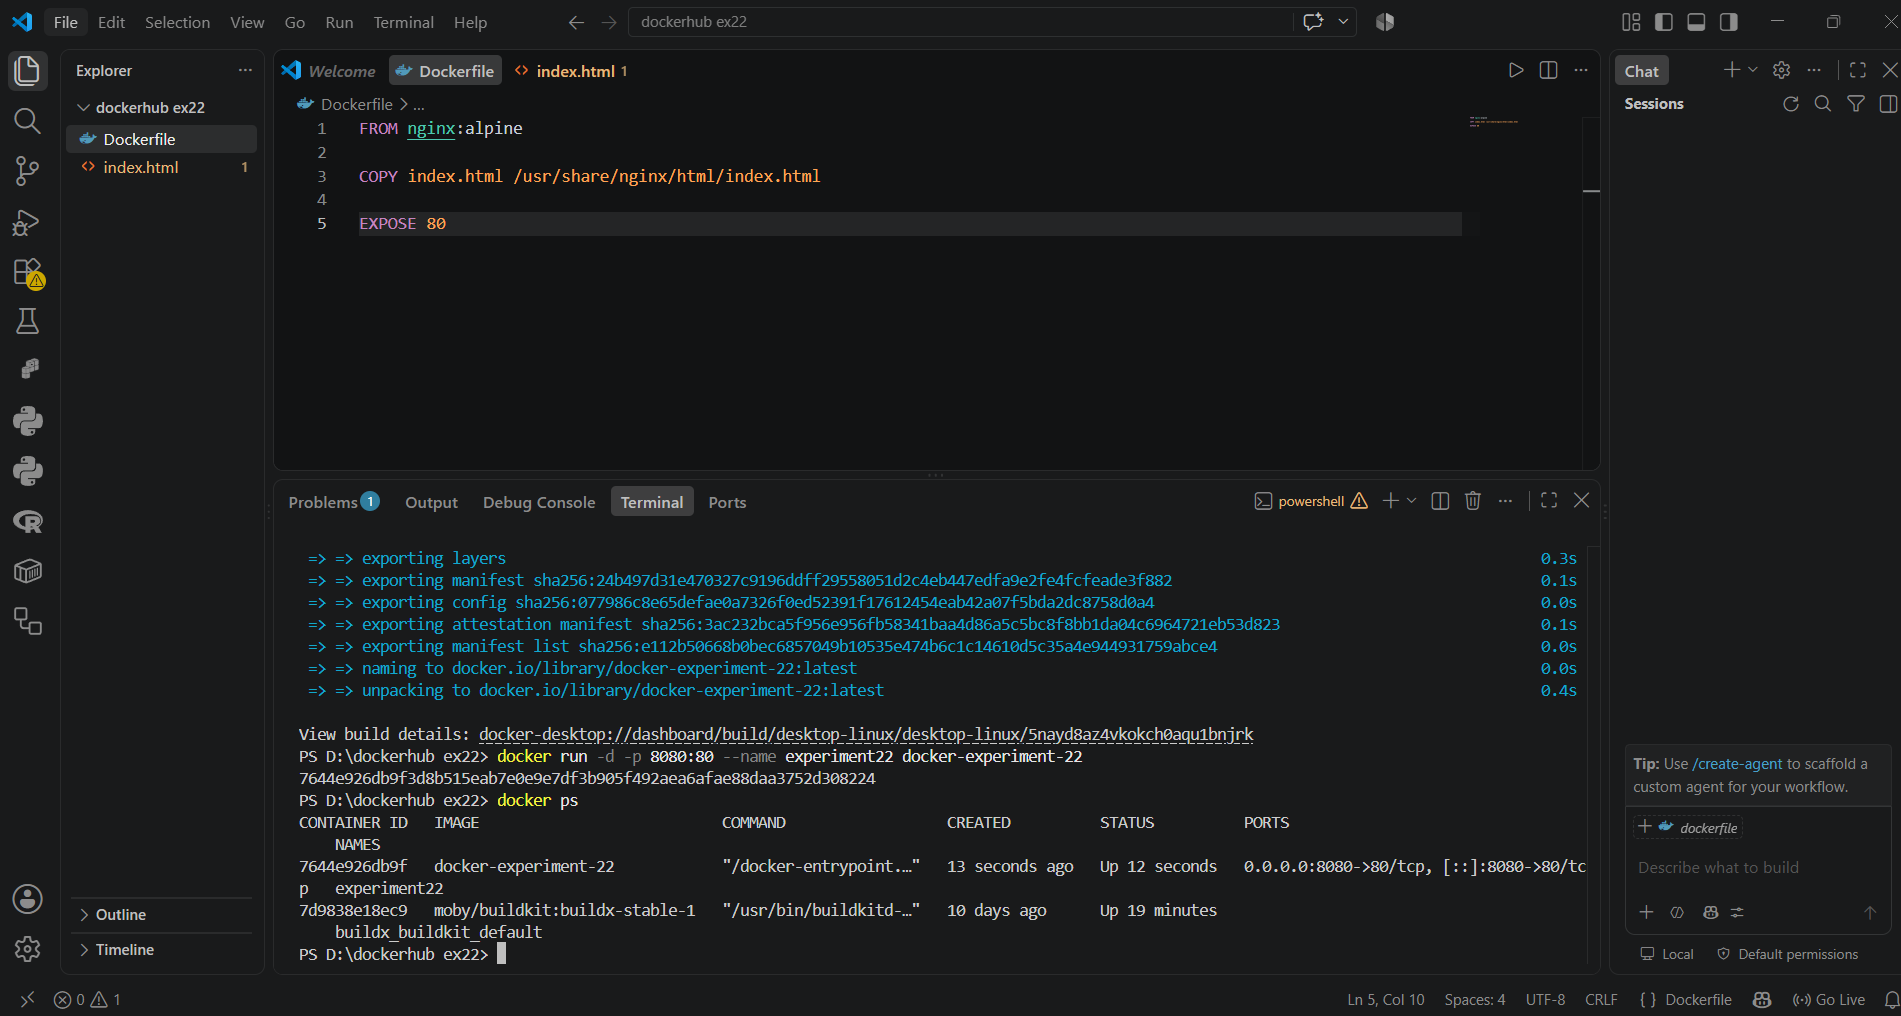 File Edit Selection View Go Run Terminal Help
dockerhub ex22
Explorer
dockerhub ex22
Dockerfile
index.html 1
Outline
Timeline
Welcome Dockerfile index.html 1
Dockerfile > ...
1 FROM nginx:alpine
2
3 COPY index.html /usr/share/nginx/html/index.html
4
5 EXPOSE 80
Problems 1 Output Debug Console Terminal Ports
powershell
=> => exporting layers 0.3s
=> => exporting manifest sha256:24b497d31e470327c9196ddff29558051d2c4eb447edfa9e2fe4fcfeade3f882 0.1s
=> => exporting config sha256:077986c8e65defae0a7326f0ed52391f17612454eab42a07f5bda2dc8758d0a4 0.0s
=> => exporting attestation manifest sha256:3ac232bca5f956e956fb58341baa4d86a5c5bc8f8bb1da04c6964721eb53d823 0.1s
=> => exporting manifest list sha256:e112b50668b0bec6857049b10535e474b6c1c14610d5c35a4e944931759abce4 0.0s
=> => naming to docker.io/library/docker-experiment-22:latest 0.0s
=> => unpacking to docker.io/library/docker-experiment-22:latest 0.4s
View build details: docker-desktop://dashboard/build/desktop-linux/desktop-linux/5nayd8az4vkokch0aqu1bnjrk
PS D:\dockerhub ex22> docker run -d -p 8080:80 --name experiment22 docker-experiment-22
7644e926db9f3d8b515eab7e0e9e7df3b905f492aea6afae88daa3752d308224
PS D:\dockerhub ex22> docker ps
CONTAINER ID IMAGE COMMAND CREATED STATUS PORTS
NAMES
7644e926db9f docker-experiment-22 "/docker-entrypoint.…" 13 seconds ago Up 12 seconds 0.0.0.0:8080->80/tcp, [::]:8080->80/tc
p experiment22
7d9838e18ec9 moby/buildkit:buildx-stable-1 "/usr/bin/buildkitd-…" 10 days ago Up 19 minutes
buildx_buildkit_default
PS D:\dockerhub ex22>
Chat
Sessions
Tip: Use /create-agent to scaffold a
custom agent for your workflow.
dockerfile
Describe what to build
Local Default permissions
0 1
Ln 5, Col 10 Spaces: 4 UTF-8 CRLF { } Dockerfile Go Live